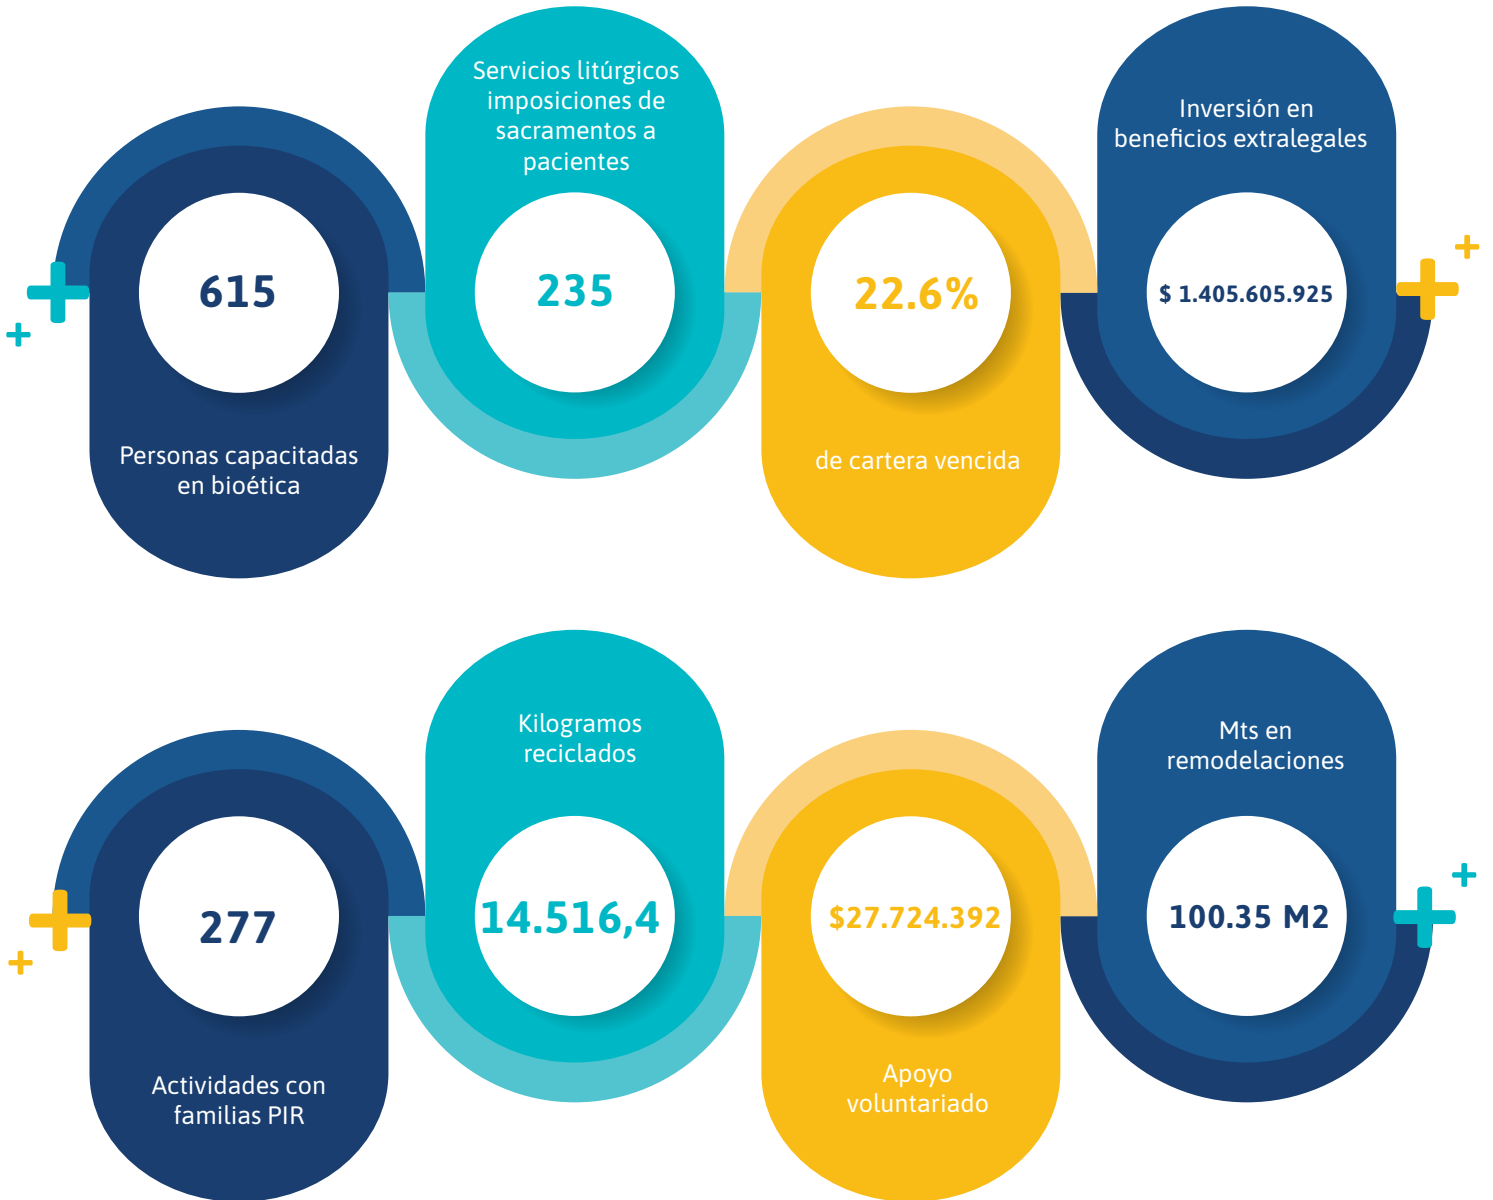 615
Personas capacitadas
en bioética
Servicios litúrgicos
imposiciones de
sacramentos a
pacientes
235
22.6%
de cartera vencida
Inversión en
beneficios extralegales
$ 1.405.605.925
277
Actividades con
familias PIR
Kilogramos
reciclados
14.516,4
$27.724.392
Apoyo
voluntariado
Mts en
remodelaciones
100.35 M2